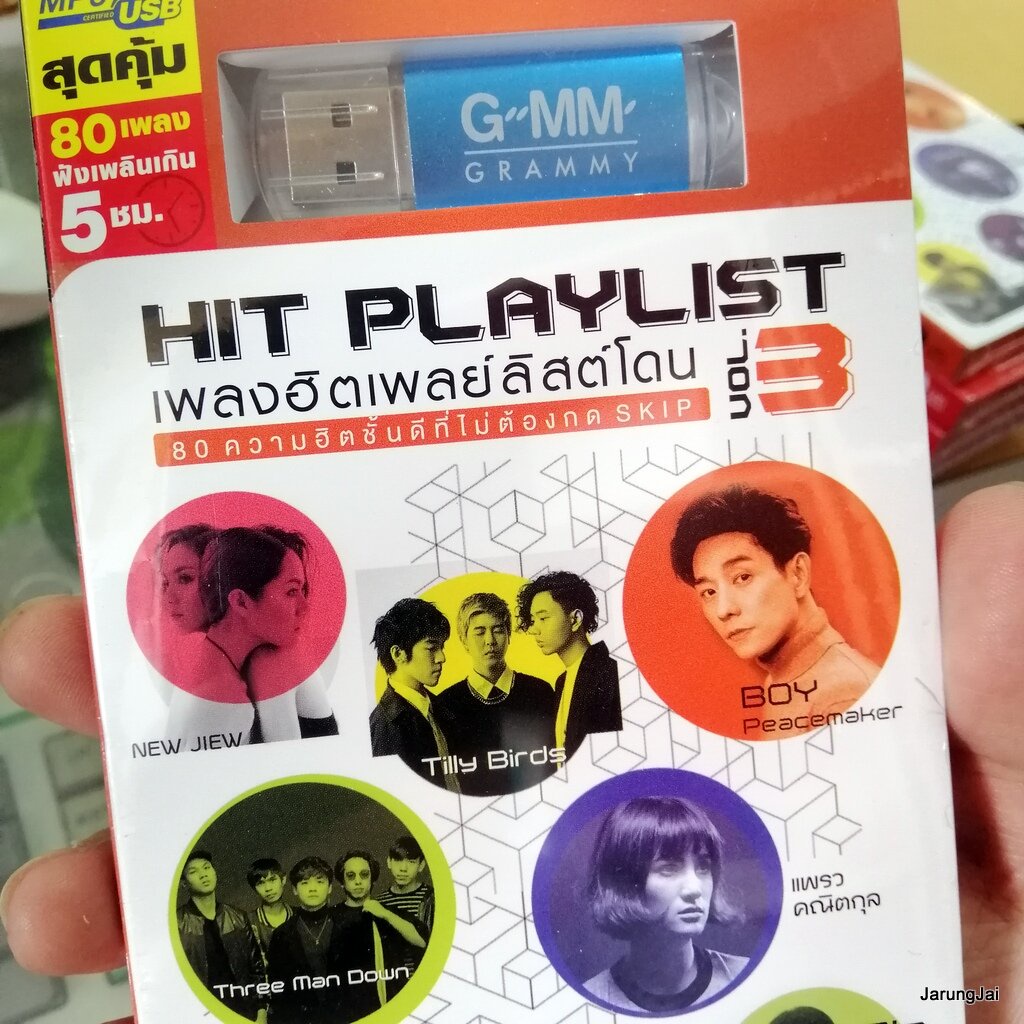 MP3/USB
CERTIFIED
สุดคุ้ม
80 เพลง
ฟังเพลินเกิน
5 ชม.
G"MM'
GRAMMY
HIT PLAYLIST
เพลงฮิตเพลย์ลิสต์โดน
VOL. 3
80 ความฮิตชั้นดีที่ไม่ต้องกด SKIP
NEW JIEW
Tilly Birds
BOY
Peacemaker
Three Man Down
แพรว
คณิตกุล
JarungJai